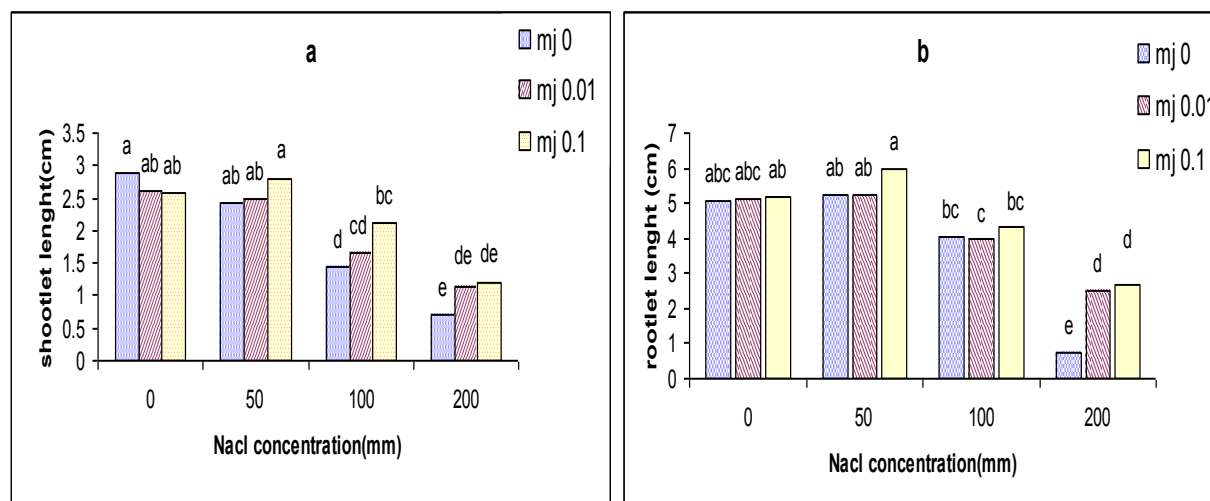 a
mj 0
mj 0.01
mj 0.1
shootlet lenght(cm)
3.5
3
2.5
2
1.5
1
0.5
0
a ab ab
ab ab a
d cd bc
e de de
0 50 100 200
Nacl concentration(mm)
b
mj 0
mj 0.01
mj 0.1
rootlet lenght (cm)
7
6
5
4
3
2
1
0
abc abc ab
ab ab a
bc c bc
e d d
0 50 100 200
Nacl concentration(mm)